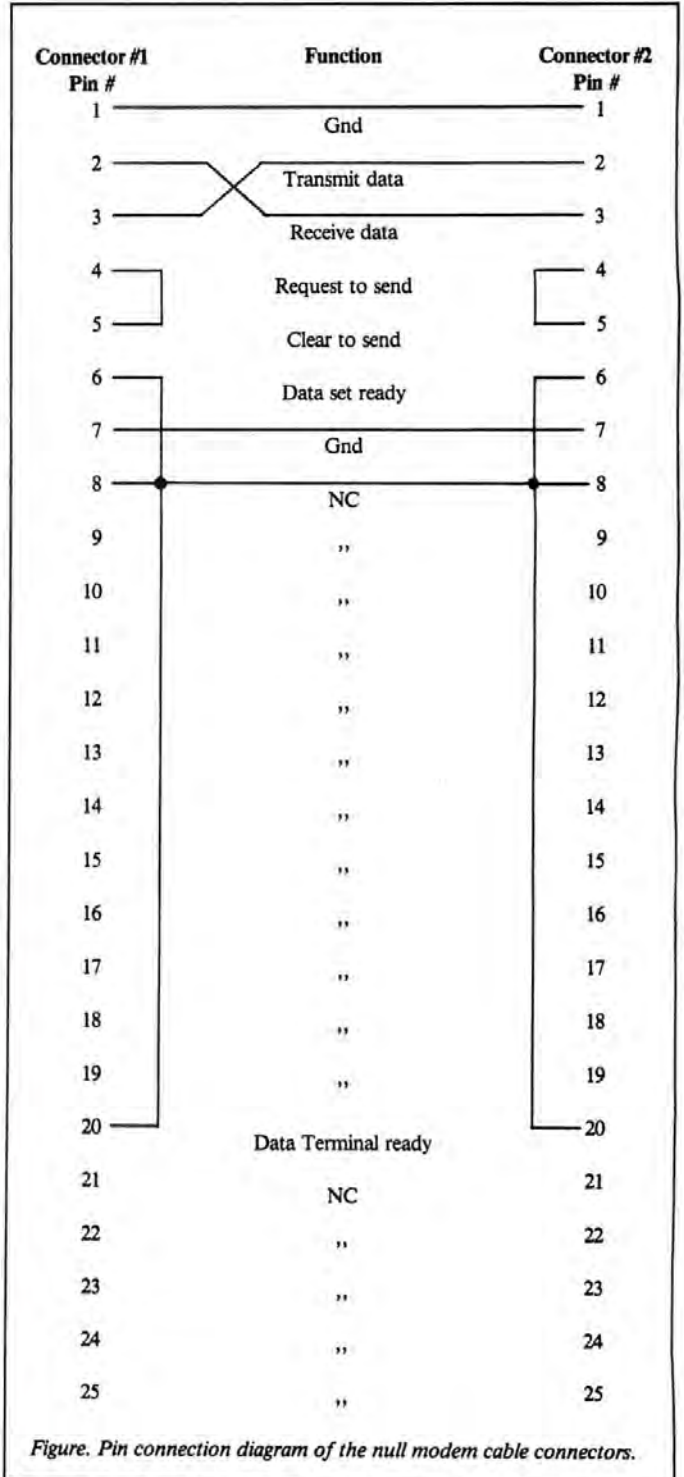 Connector #1 Function Connector #2
Pin # Pin #
1 1
Gnd
2 2
Transmit data
3 3
Receive data
4 4
Request to send
5 5
Clear to send
6 6
Data set ready
7 7
Gnd
8 8
NC
9 ,, 9
10 ,, 10
11 ,, 11
12 ,, 12
13 ,, 13
14 ,, 14
15 ,, 15
16 ,, 16
17 ,, 17
18 ,, 18
19 ,, 19
20 20
Data Terminal ready
21 NC 21
22 ,, 22
23 ,, 23
24 ,, 24
25 ,, 25
Figure. Pin connection diagram of the null modem cable connectors.